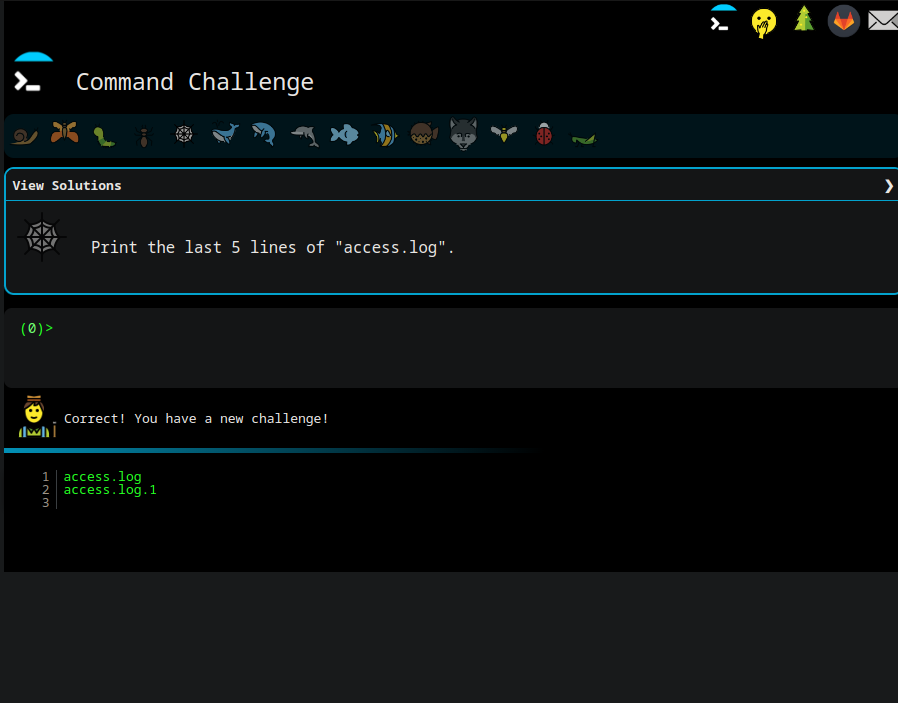 Command Challenge
View Solutions
Print the last 5 lines of "access.log".
(0)>
Correct! You have a new challenge!
1 access.log
2 access.log.1
3